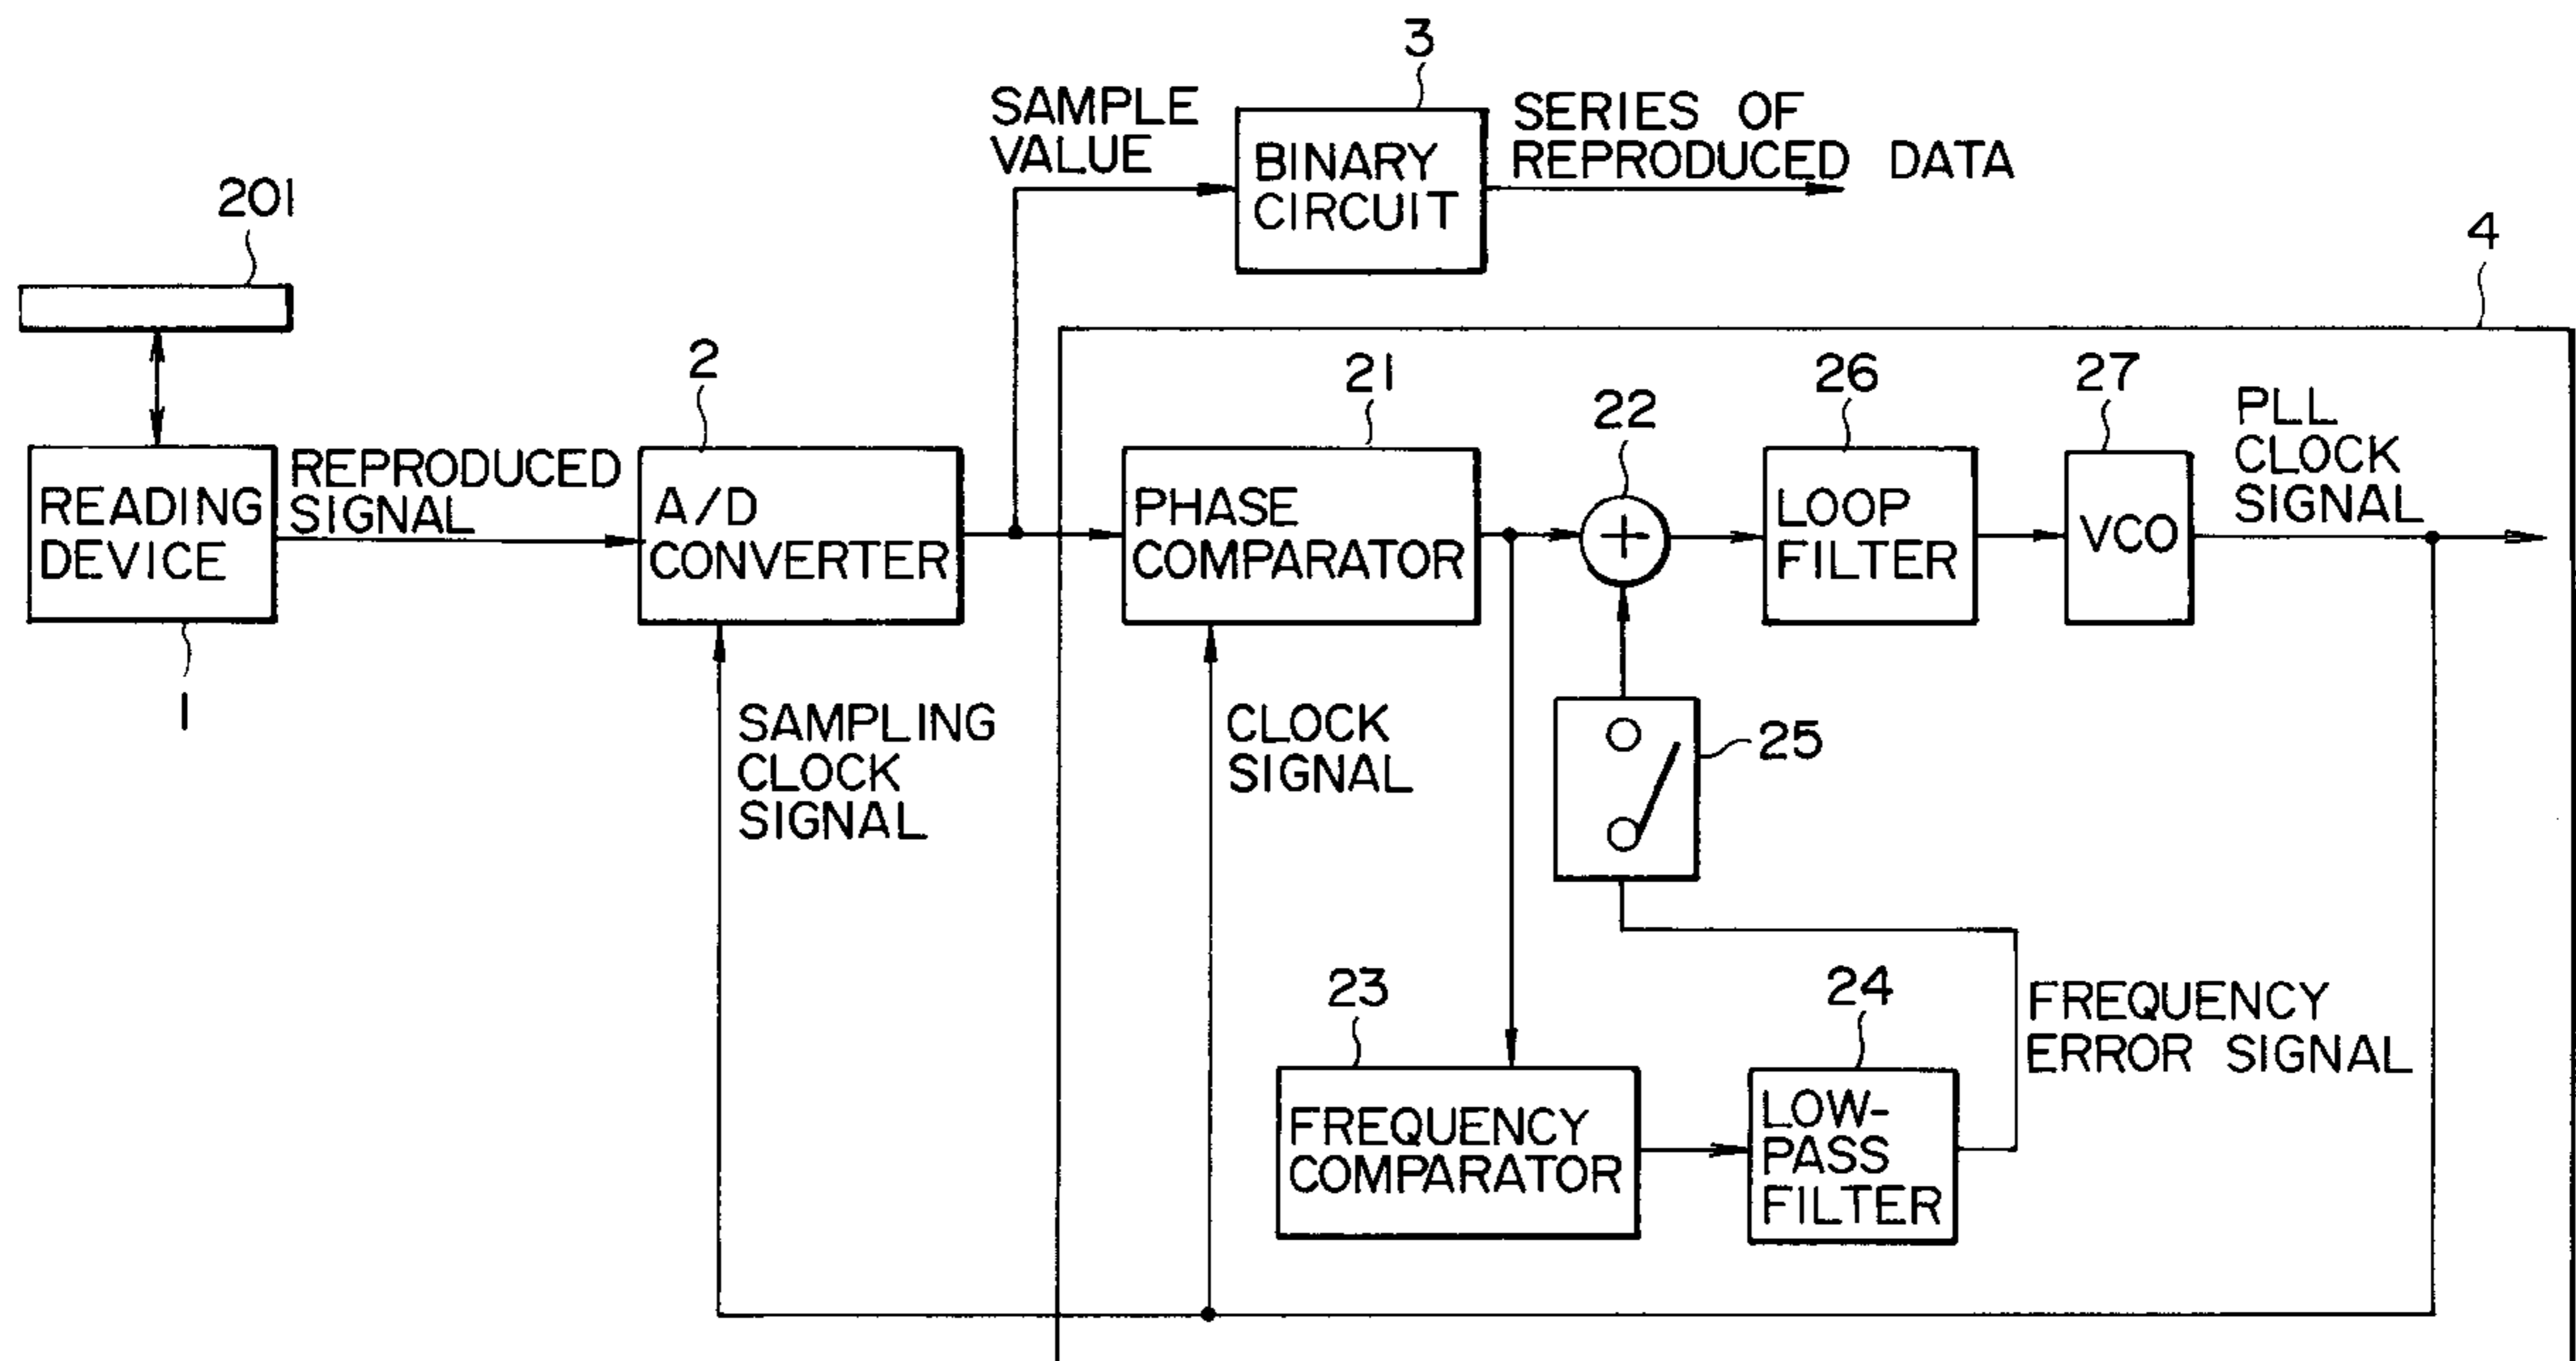 3
SAMPLE
VALUE
BINARY
CIRCUIT
SERIES OF
REPRODUCED DATA
201
4
READING
DEVICE
1
REPRODUCED
SIGNAL
2
A/D
CONVERTER
21
PHASE
COMPARATOR
22
+
26
LOOP
FILTER
27
VCO
PLL
CLOCK
SIGNAL
SAMPLING
CLOCK
SIGNAL
CLOCK
SIGNAL
25
23
FREQUENCY
COMPARATOR
24
LOW-
PASS
FILTER
FREQUENCY
ERROR SIGNAL